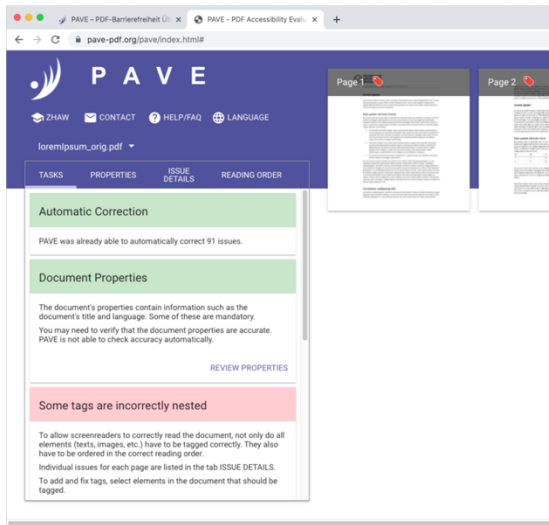 PAVE – PDF-Barrierefreiheit Üb
PAVE - PDF Accessibility Evalu
pave-pdf.org/pave/index.html#
PAVE
ZHAW CONTACT HELP/FAQ LANGUAGE
loremIpsum_orig.pdf
TASKS PROPERTIES ISSUE DETAILS READING ORDER
Automatic Correction
PAVE was already able to automatically correct 91 issues.
Document Properties
The document's properties contain information such as the
document's title and language. Some of these are mandatory.
You may need to verify that the document properties are accurate.
PAVE is not able to check accuracy automatically.
REVIEW PROPERTIES
Some tags are incorrectly nested
To allow screenreaders to correctly read the document, not only do all
elements (texts, images, etc.) have to be tagged correctly. They also
have to be ordered in the correct reading order.
Individual issues for each page are listed in the tab ISSUE DETAILS.
To add and fix tags, select elements in the document that should be
tagged.
Page 1
Page 2